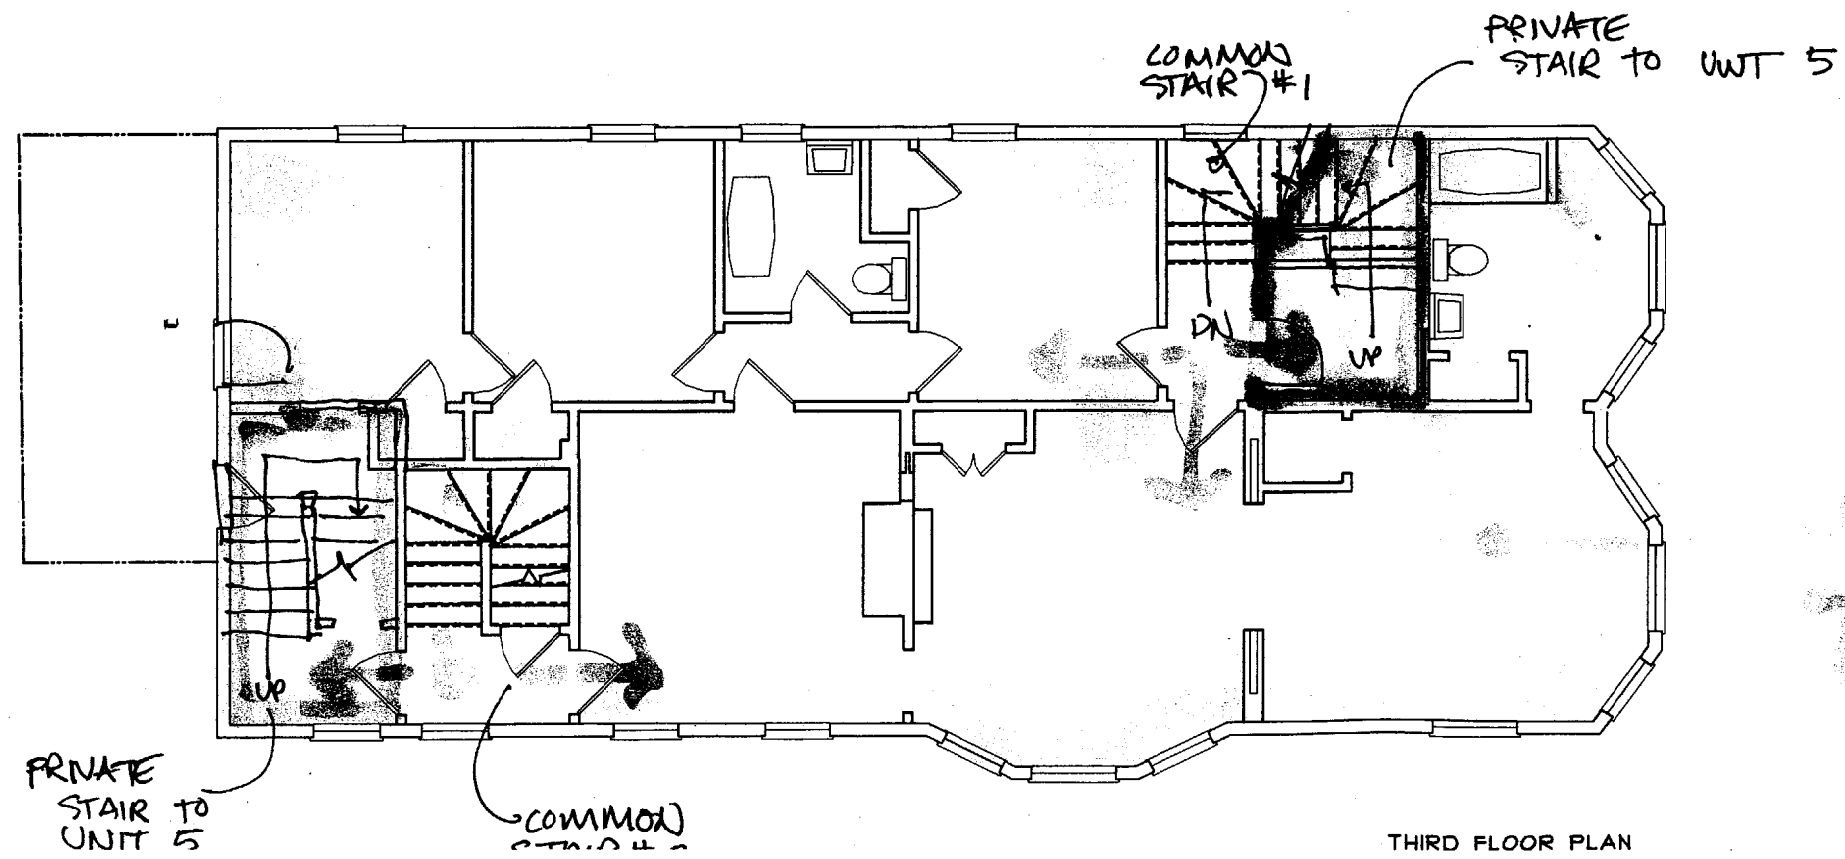 PRIVATE
STAIR TO UNIT 5
COMMON
STAIR #1
DN
UP
UP
PRIVATE
STAIR TO
UNIT 5
COMMON
STAIR #
THIRD FLOOR PLAN